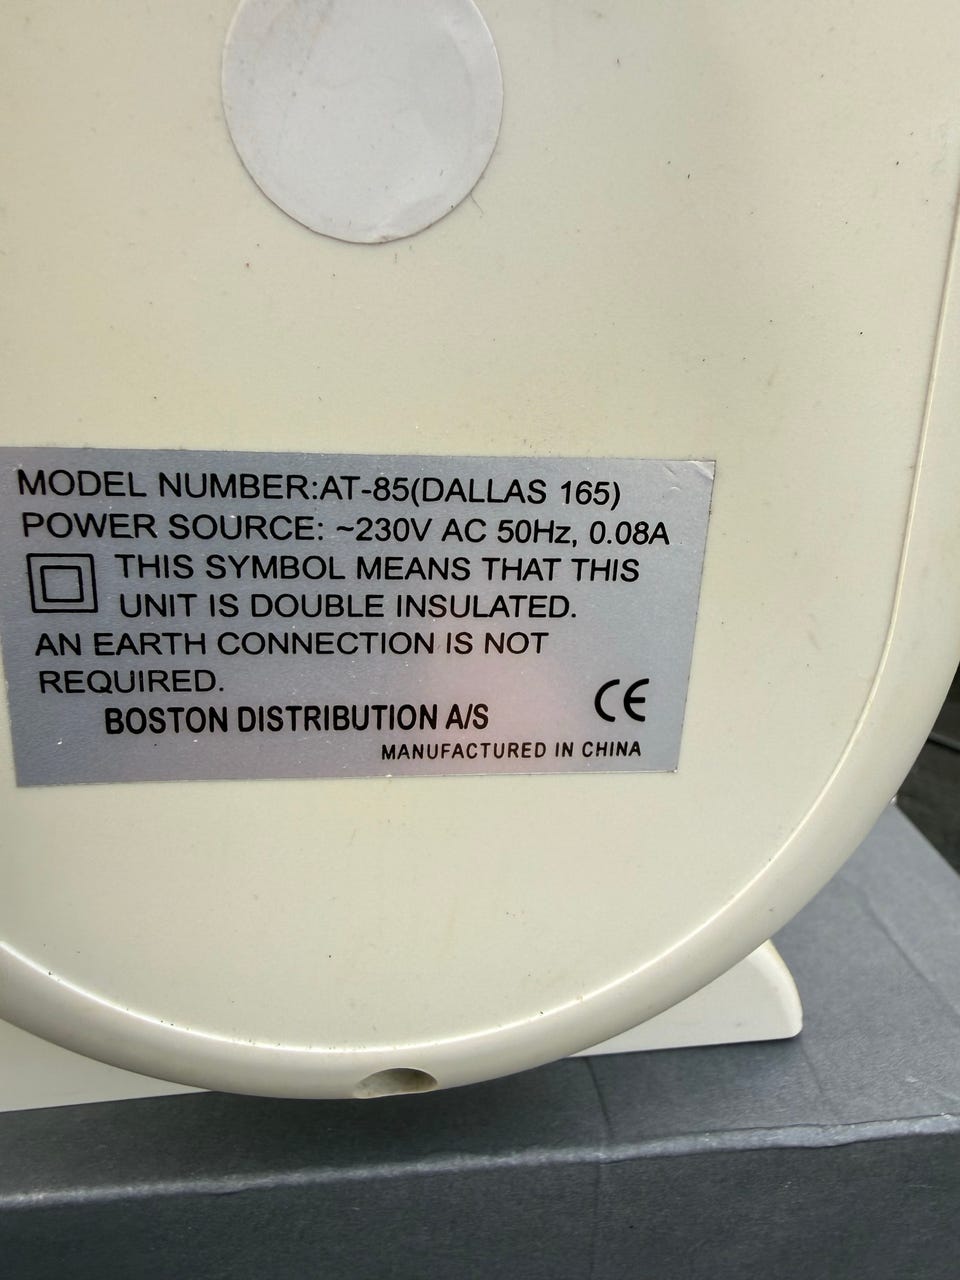 MODEL NUMBER:AT-85(DALLAS 165)
POWER SOURCE: ~230V AC 50Hz, 0.08A
THIS SYMBOL MEANS THAT THIS
UNIT IS DOUBLE INSULATED.
AN EARTH CONNECTION IS NOT
REQUIRED.
BOSTON DISTRIBUTION A/S
CE
MANUFACTURED IN CHINA